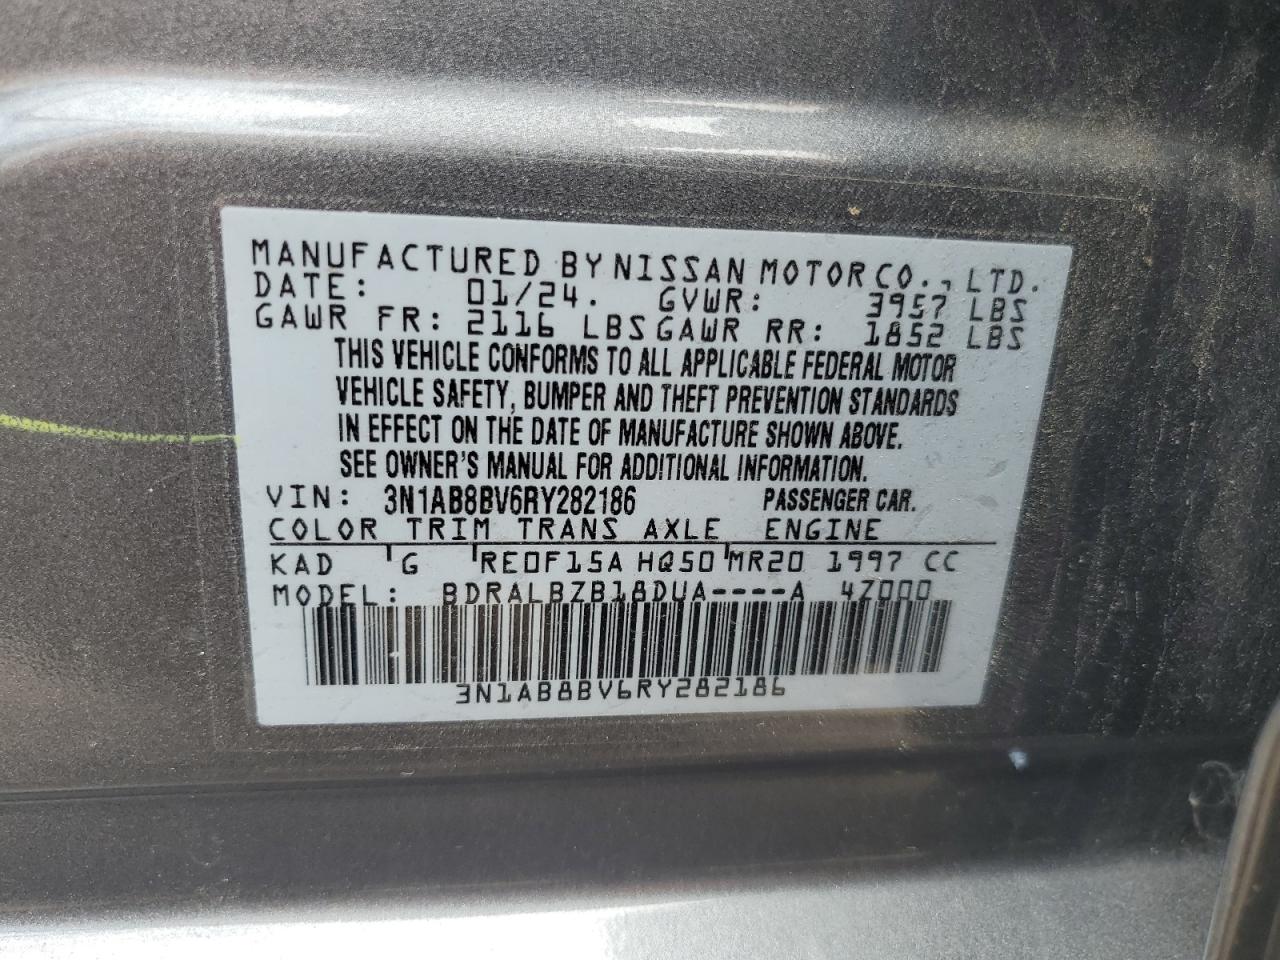 MANUFACTURED BY NISSAN MOTOR CO., LTD.
DATE: 01/24. GVWR: 3957 LBS
GAWR FR: 2116 LBS GAWR RR: 1852 LBS
THIS VEHICLE CONFORMS TO ALL APPLICABLE FEDERAL MOTOR
VEHICLE SAFETY, BUMPER AND THEFT PREVENTION STANDARDS
IN EFFECT ON THE DATE OF MANUFACTURE SHOWN ABOVE.
SEE OWNER'S MANUAL FOR ADDITIONAL INFORMATION.
VIN: 3N1AB8BV6RY282186 PASSENGER CAR.
COLOR TRIM TRANS AXLE ENGINE
KAD G RE0F15A HQ50 MR20 1997 CC
MODEL: BDRALBZB18DUA----A 4Z000
3N1AB8BV6RY282186